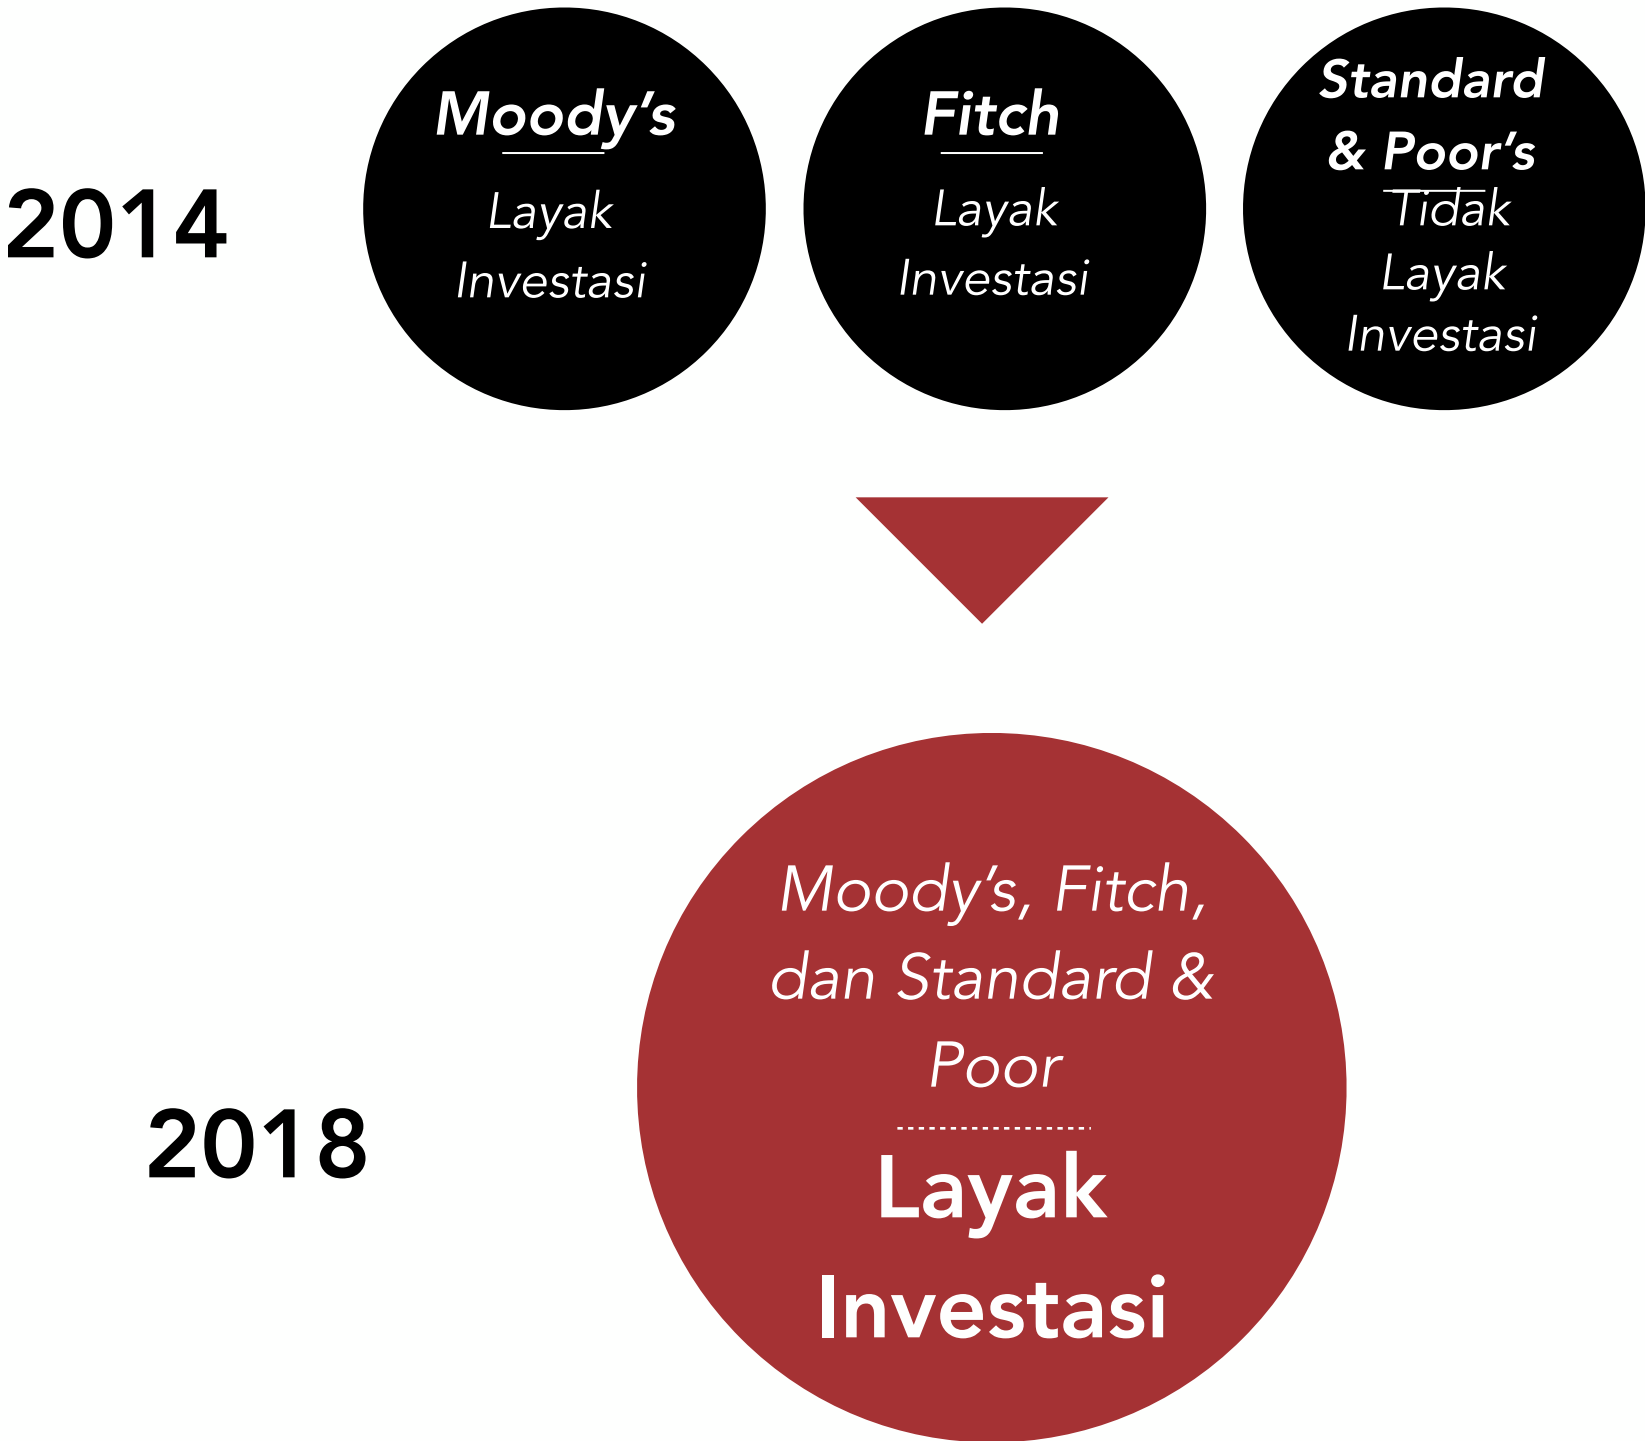 2014
Moody’s
Layak
Investasi
Fitch
Layak
Investasi
Standard
& Poor’s
Tidak
Layak
Investasi
2018
Moody’s, Fitch,
dan Standard &
Poor
Layak
Investasi